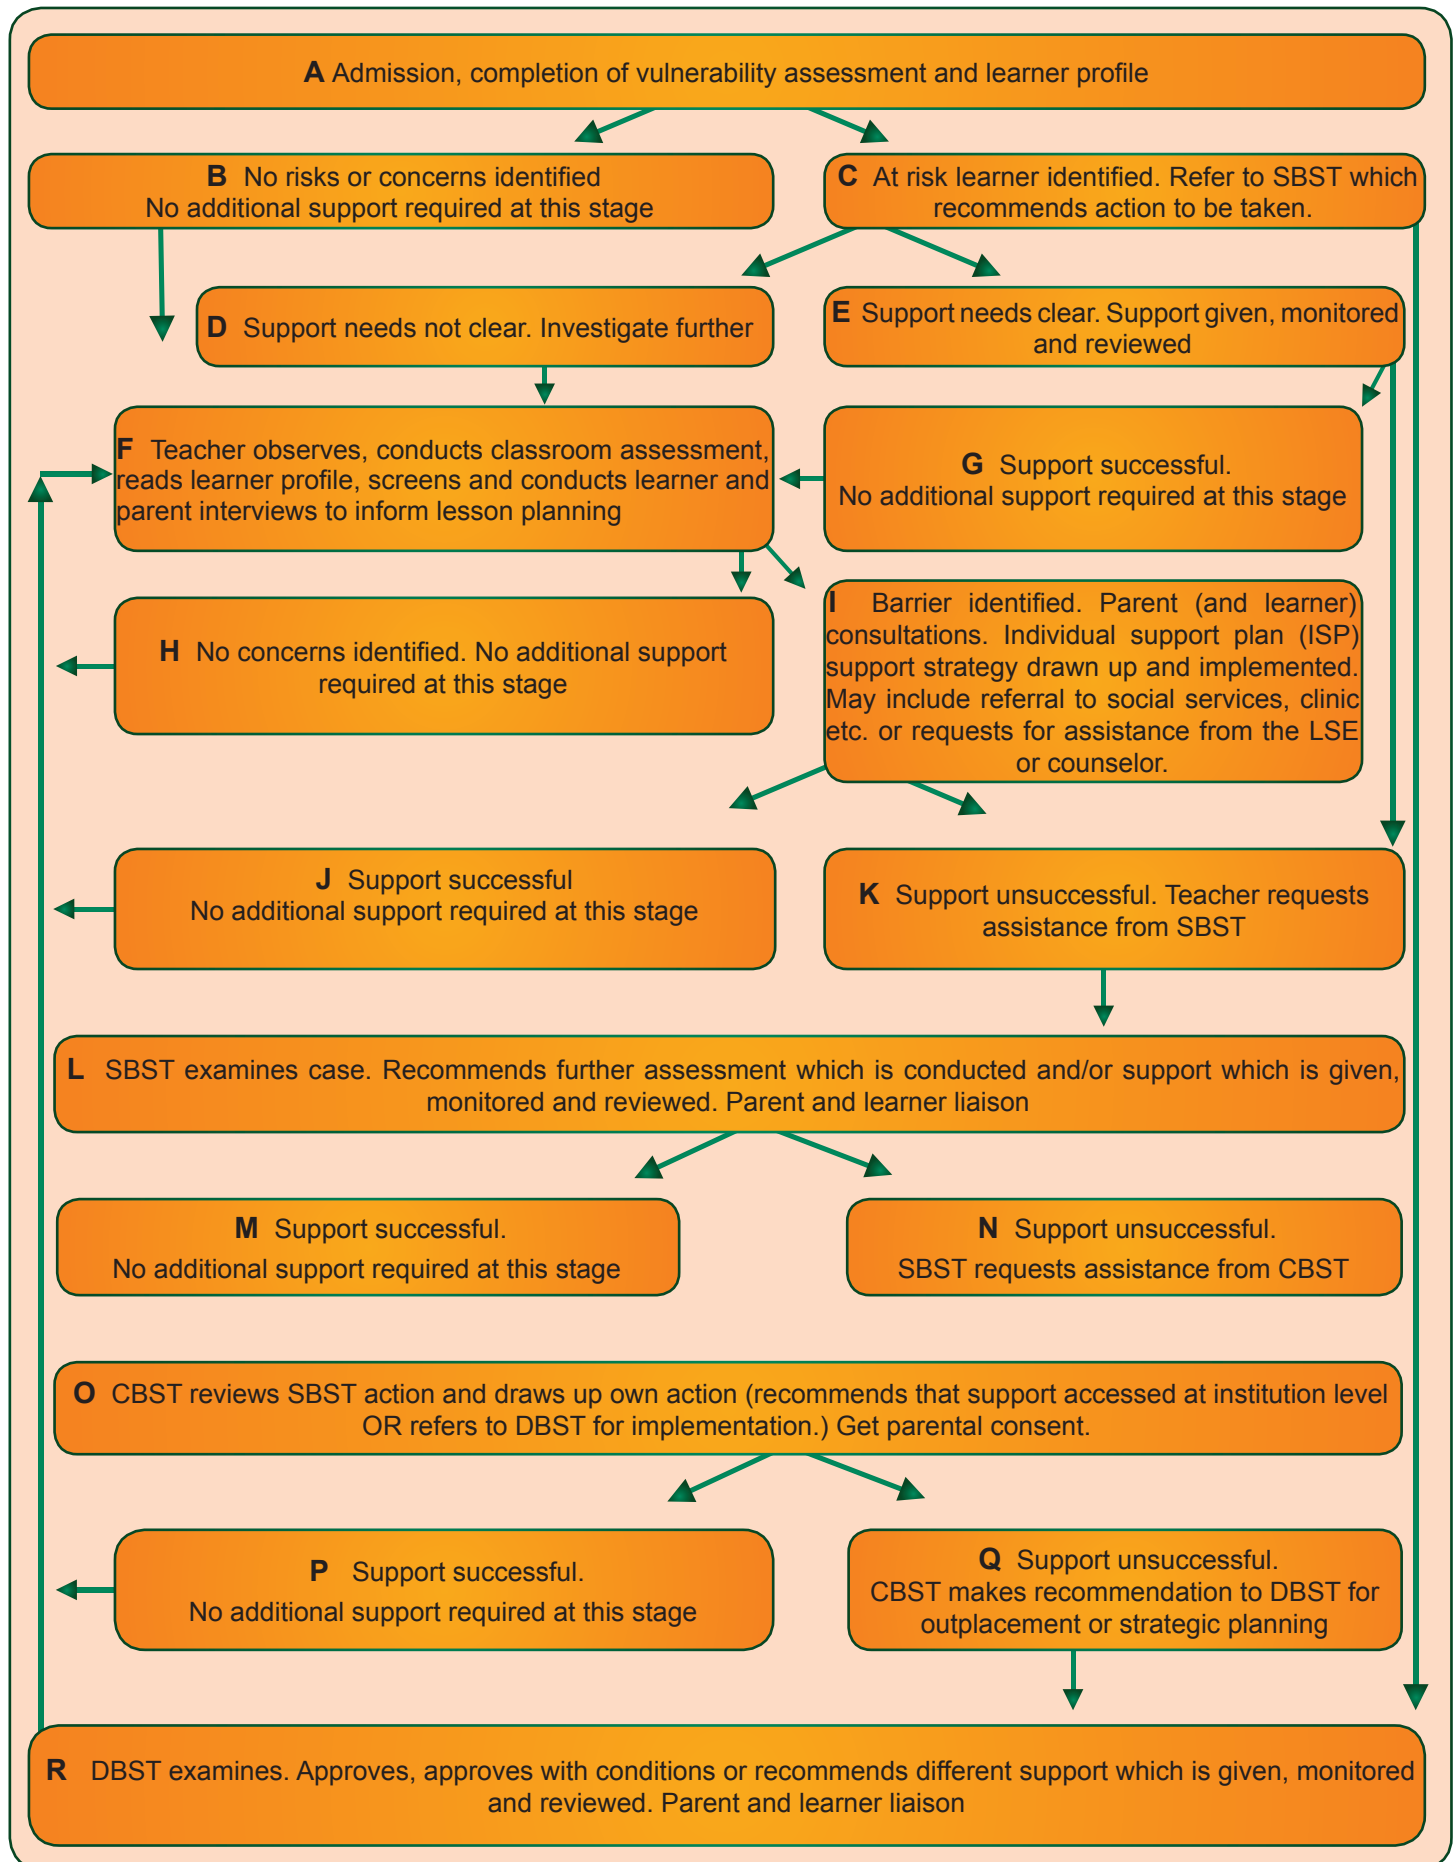 A Admission, completion of vulnerability assessment and learner profile
B No risks or concerns identified
No additional support required at this stage
C At risk learner identified. Refer to SBST which
recommends action to be taken.
D Support needs not clear. Investigate further
E Support needs clear. Support given, monitored
and reviewed
F Teacher observes, conducts classroom assessment,
reads learner profile, screens and conducts learner and
parent interviews to inform lesson planning
G Support successful.
No additional support required at this stage
H No concerns identified. No additional support
required at this stage
I Barrier identified. Parent (and learner)
consultations. Individual support plan (ISP)
support strategy drawn up and implemented.
May include referral to social services, clinic
etc. or requests for assistance from the LSE
or counselor.
J Support successful
No additional support required at this stage
K Support unsuccessful. Teacher requests
assistance from SBST
L SBST examines case. Recommends further assessment which is conducted and/or support which is given,
monitored and reviewed. Parent and learner liaison
M Support successful.
No additional support required at this stage
N Support unsuccessful.
SBST requests assistance from CBST
O CBST reviews SBST action and draws up own action (recommends that support accessed at institution level
OR refers to DBST for implementation.) Get parental consent.
P Support successful.
No additional support required at this stage
Q Support unsuccessful.
CBST makes recommendation to DBST for
outplacement or strategic planning
R DBST examines. Approves, approves with conditions or recommends different support which is given, monitored
and reviewed. Parent and learner liaison